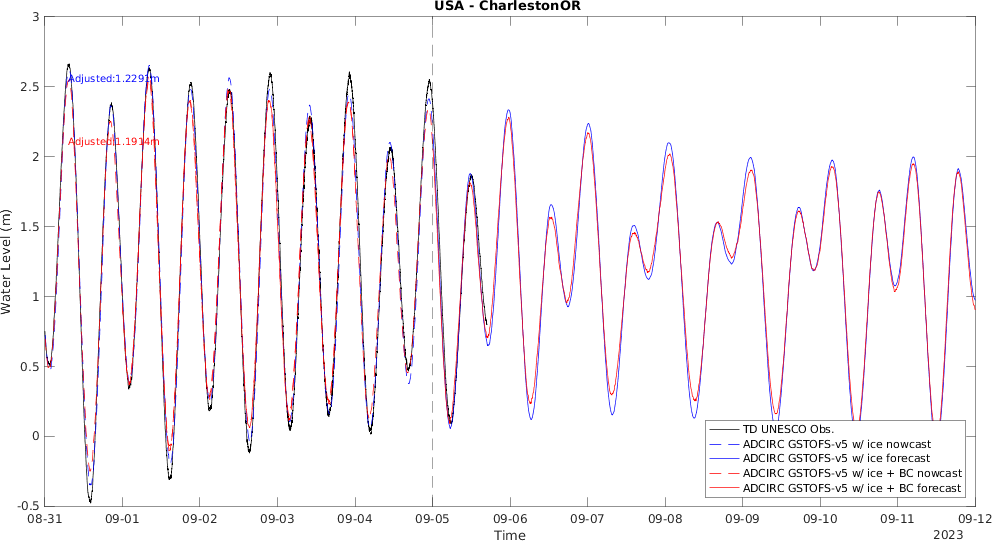 USA - CharlestonOR
3
2.5
2
1.5
1
0.5
0
-0.5
Water Level (m)
Adjusted:1.2291m
Adjusted:1.1914m
TD UNESCO Obs.
ADCIRC GSTOFS-v5 w/ ice nowcast
ADCIRC GSTOFS-v5 w/ ice forecast
ADCIRC GSTOFS-v5 w/ ice + BC nowcast
ADCIRC GSTOFS-v5 w/ ice + BC forecast
08-31 09-01 09-02 09-03 09-04 09-05 09-06 09-07 09-08 09-09 09-10 09-11 09-12
Time
2023